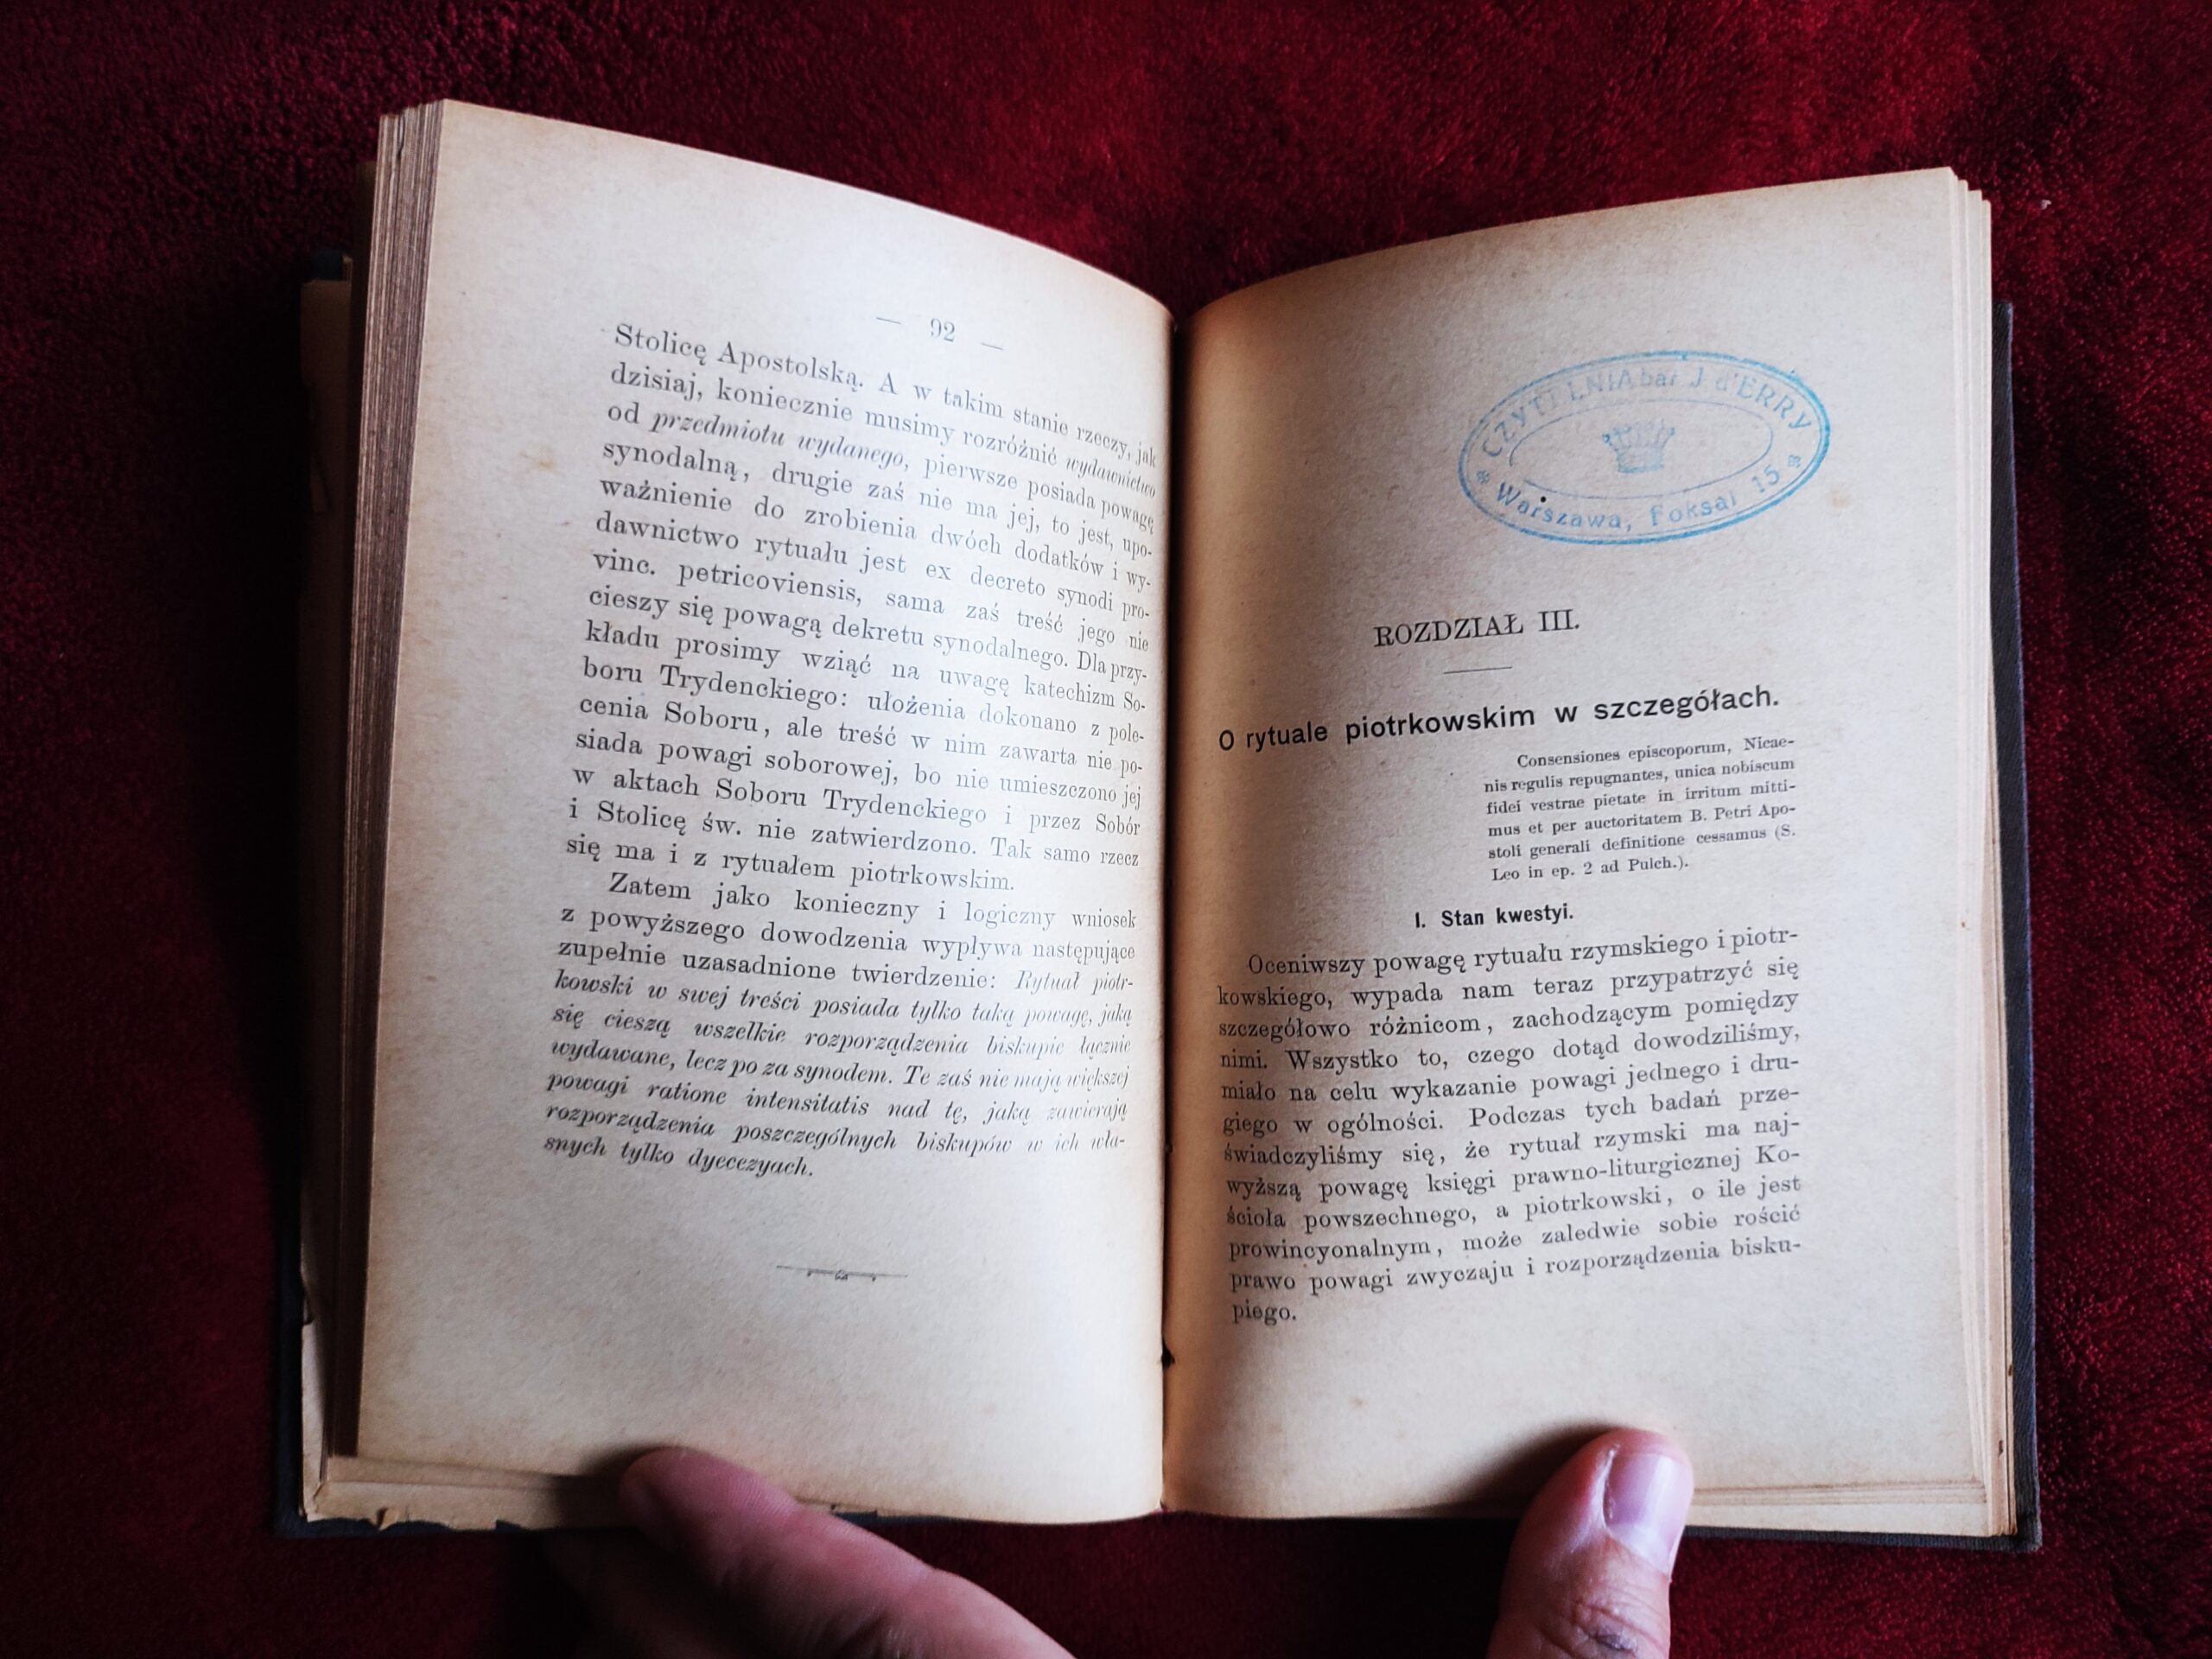 — 92 —
Stolicę Apostolską. A w takim stanie rzeczy, jak
dzisiaj, koniecznie musimy rozróżnić wydawnictwo
od przedmiotu wydanego, pierwsze posiada powagę
synodalną, drugie zaś nie ma jej, to jest, upo-
ważnienie do zrobienia dwóch dodatków i wy-
dawnictwo rytuału jest ex decreto synodi pro-
vinc. petricoviensis, sama zaś treść jego nie
cieszy się powagą dekretu synodalnego. Dla przy-
kładu prosimy wziąć na uwagę katechizm So-
boru Trydenckiego: ułożenia dokonano z pole-
cenia Soboru, ale treść w nim zawarta nie po-
siada powagi soborowej, bo nie umieszczono jej
w aktach Soboru Trydenckiego i przez Sobór
i Stolicę św. nie zatwierdzono. Tak samo rzecz
się ma i z rytuałem piotrkowskim.
Zatem jako konieczny i logiczny wniosek
z powyższego dowodzenia wypływa następujące
zupełnie uzasadnione twierdzenie: Rytuał piotr-
kowski w swej treści posiada tylko taką powagę, jaką
się cieszą wszelkie rozporządzenia biskupie łącznie
wydawane, lecz po za synodem. Te zaś nie mają większej
powagi ratione intensitatis nad tę, jaką zawierają
rozporządzenia poszczególnych biskupów w ich wła-
snych tylko dyecezyach.
CZYTELNIA bar J d'ERRY
Warszawa, Foksal 15
ROZDZIAŁ III.
O rytuale piotrkowskim w szczegółach.
Consensiones episcoporum, Nicae-
nis regulis repugnantes, unica nobiscum
fidei vestrae pietate in irritum mitti-
mus et per auctoritatem B. Petri Apo-
stoli generali definitione cessamus (S.
Leo in ep. 2 ad Pulch.).
I. Stan kwestyi.
Oceniwszy powagę rytuału rzymskiego i piotr-
kowskiego, wypada nam teraz przypatrzyć się
szczegółowo różnicom, zachodzącym pomiędzy
nimi. Wszystko to, czego dotąd dowodziliśmy,
miało na celu wykazanie powagi jednego i dru-
giego w ogólności. Podczas tych badań prze-
świadczyliśmy się, że rytuał rzymski ma naj-
wyższą powagę księgi prawno-liturgicznej Ko-
ścioła powszechnego, a piotrkowski, o ile jest
prowincyonalnym, może zaledwie sobie rościć
prawo powagi zwyczaju i rozporządzenia bisku-
piego.